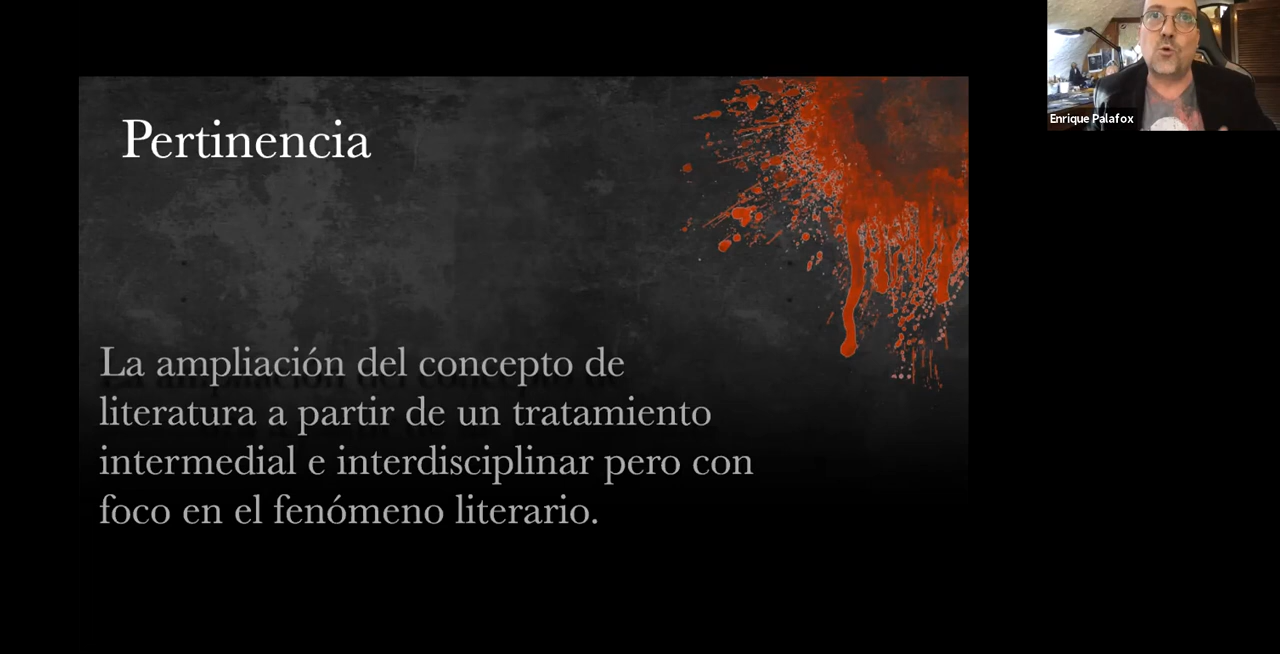 Pertinencia
La ampliación del concepto de
literatura a partir de un tratamiento
intermedial e interdisciplinar pero con
foco en el fenómeno literario.
Enrique Palafox